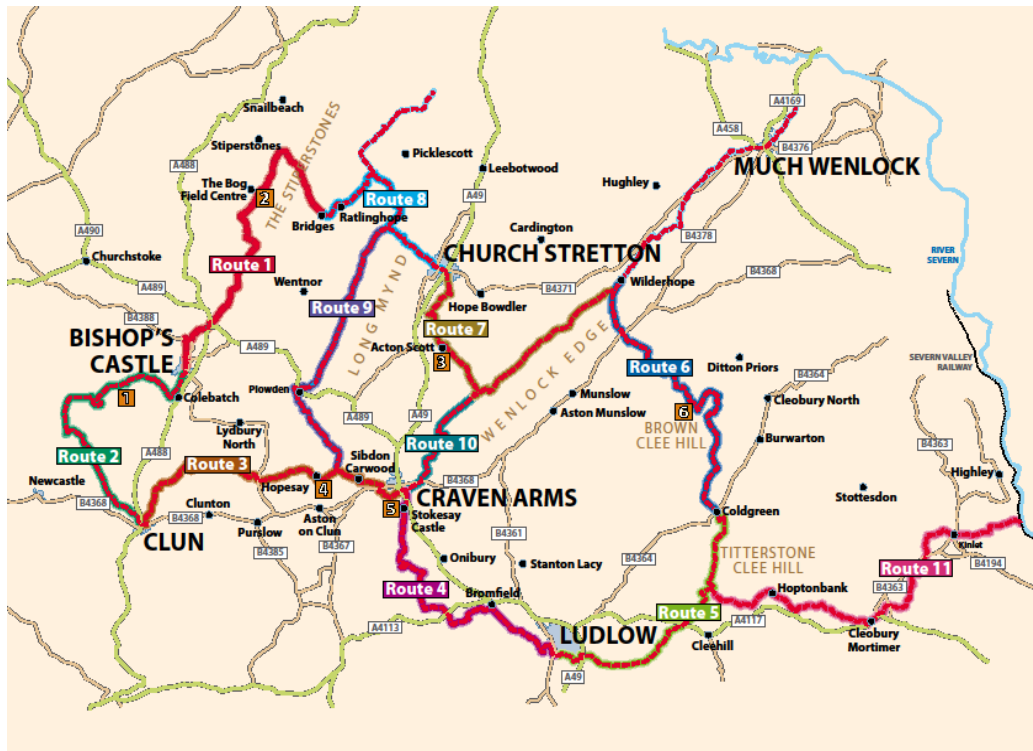 A4169
Snailbeach
A458
THE STIPERSTONES
Stiperstones
B4376
Picklescott
A488
Leebotwood
MUCH WENLOCK
The Bog
Field Centre
2
Route 8
Hughley
A49
Ratlinghope
Bridges
Cardington
A490
B4378
CHURCH STRETTON
RIVER
SEVERN
Churchstoke
Route 1
B4368
Wilderhope
Wentnor
A489
B4371
Hope Bowdler
Route 9
LONG MYND
B4388
Route 7
BISHOP'S
CASTLE
A489
Acton Scott
3
SEVERN VALLEY
RAILWAY
Route 6
Ditton Priors
WENLOCK EDGE
B4364
Plowden
1
Colebatch
Munslow
Cleobury North
A489
A49
Aston Munslow
6
Lydbury
North
BROWN
CLEE HILL
Burwarton
Route 10
B4363
A488
Route 2
Route 3
Sibdon
Carwood
Highley
Newcastle
Hopesay
4
B4368
Stottesdon
B4368
Clunton
CRAVEN ARMS
5
Stokesay
Castle
Coldgreen
B4368
Aston
on Clun
Purslow
B4361
CLUN
B4367
Kinlet
B4385
TITTERSTONE
CLEE HILL
Onibury
B4364
Stanton Lacy
B4194
Route 11
Route 4
Hoptonbank
B4363
Bromfield
Route 5
A4117
A4113
LUDLOW
Cleehill
Cleobury
Mortimer
A49